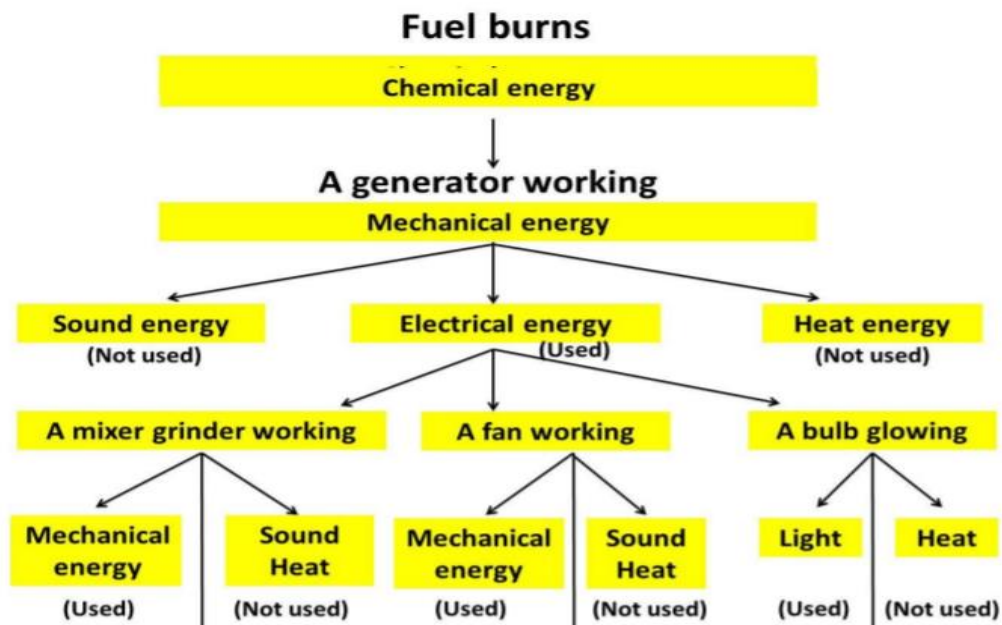 Fuel burns
Chemical energy
A generator working
Mechanical energy
Sound energy Electrical energy Heat energy
(Not used) (Used) (Not used)
A mixer grinder working A fan working A bulb glowing
Mechanical energy Sound Heat Mechanical energy Sound Heat Light Heat
(Used) (Not used) (Used) (Not used) (Used) (Not used)